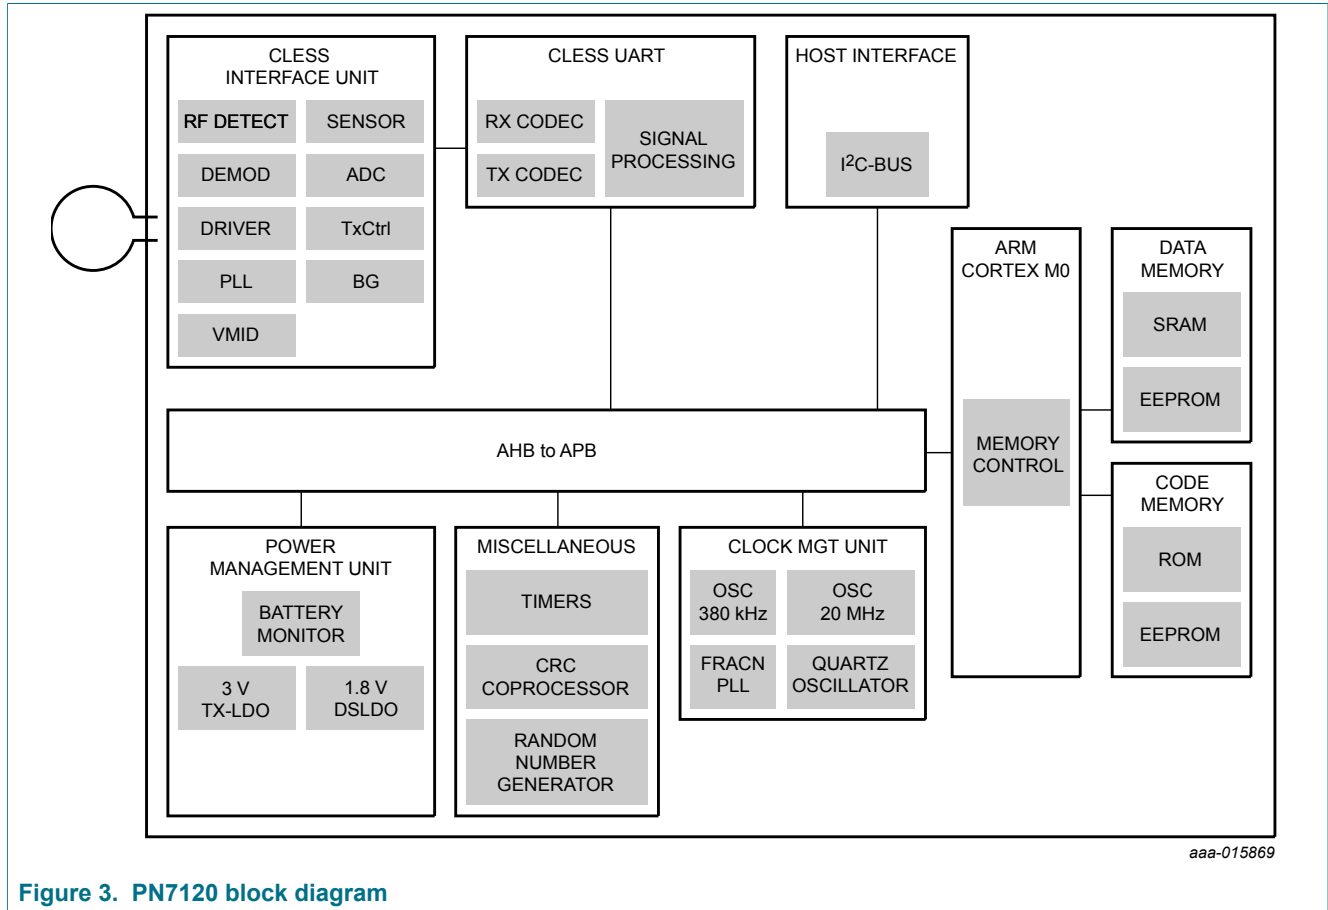 CLESS
INTERFACE UNIT
RF DETECT
SENSOR
DEMOD
ADC
DRIVER
TxCtrl
PLL
BG
VMID
CLESS UART
RX CODEC
TX CODEC
SIGNAL
PROCESSING
HOST INTERFACE
I²C-BUS
ARM
CORTEX M0
MEMORY
CONTROL
DATA
MEMORY
SRAM
EEPROM
CODE
MEMORY
ROM
EEPROM
AHB to APB
POWER
MANAGEMENT UNIT
BATTERY
MONITOR
3 V
TX-LDO
1.8 V
DSLDO
MISCELLANEOUS
TIMERS
CRC
COPROCESSOR
RANDOM
NUMBER
GENERATOR
CLOCK MGT UNIT
OSC
380 kHz
OSC
20 MHz
FRACN
PLL
QUARTZ
OSCILLATOR
aaa-015869
Figure 3. PN7120 block diagram